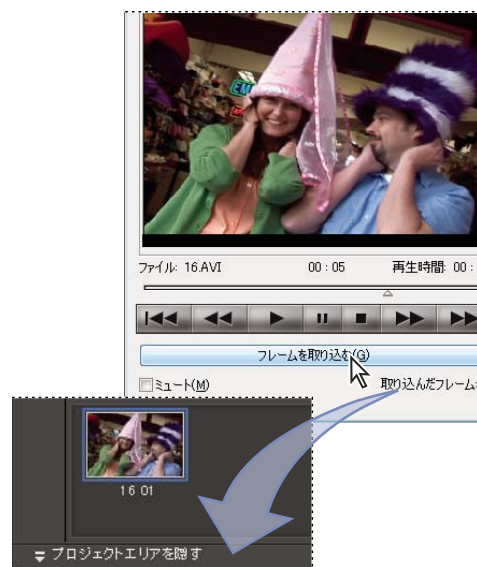 EM
ファイル: 16.AVI 00 : 05 再生時間: 00 :
フレームを取り込む(G)
ミュート(M) 取り込んだフレーム
16 01
プロジェクトエリアを隠す